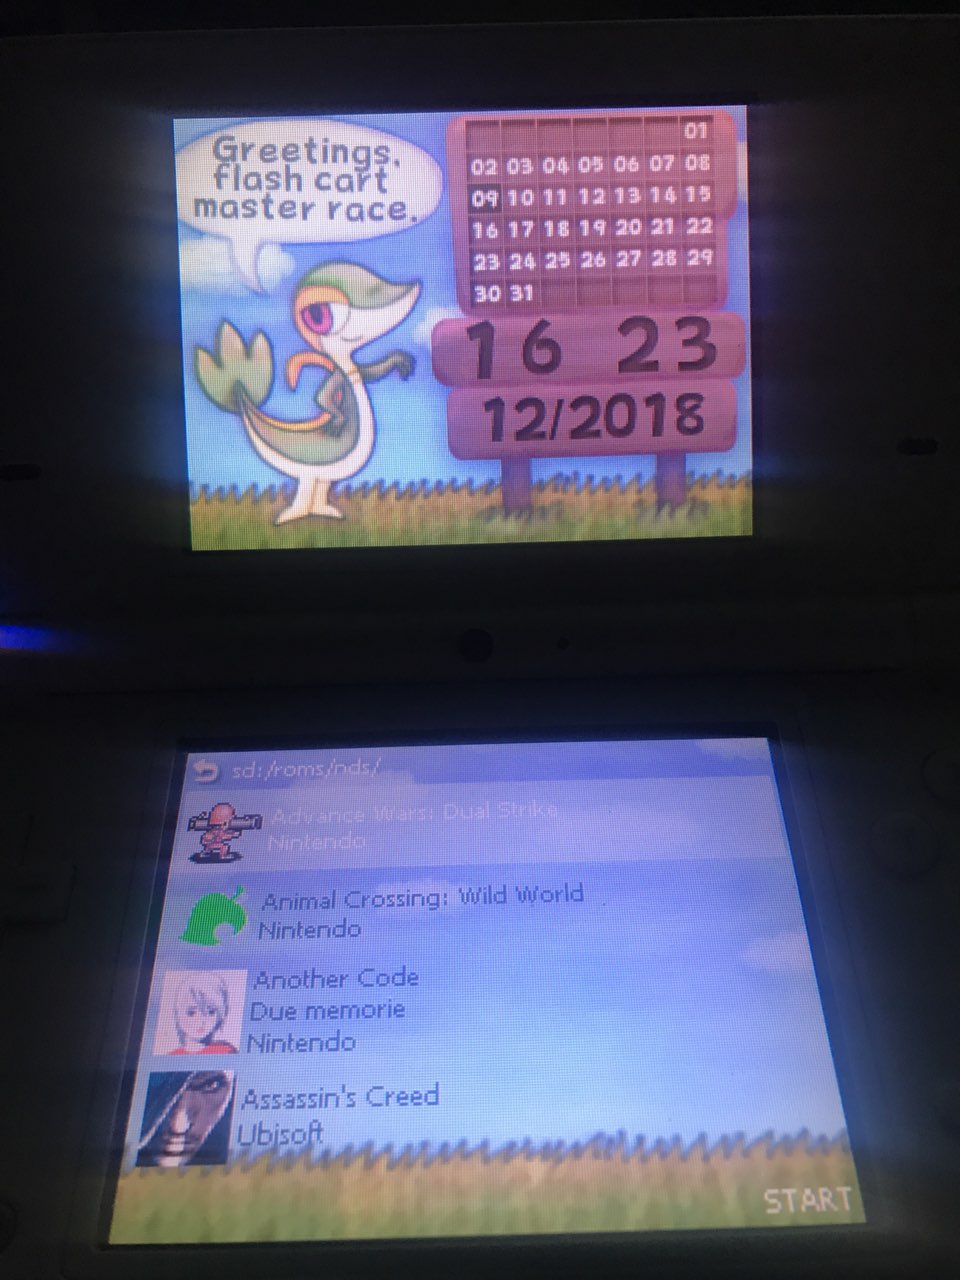 Greetings,
flash cart
master race.
01
02 03 04 05 06 07 08
09 10 11 12 13 14 15
16 17 18 19 20 21 22
23 24 25 26 27 28 29
30 31
16 23
12/2018
sd:/roms/nds/
Advance Wars: Dual Strike
Nintendo
Animal Crossing: Wild World
Nintendo
Another Code
Due memorie
Nintendo
Assassin's Creed
Ubisoft
START